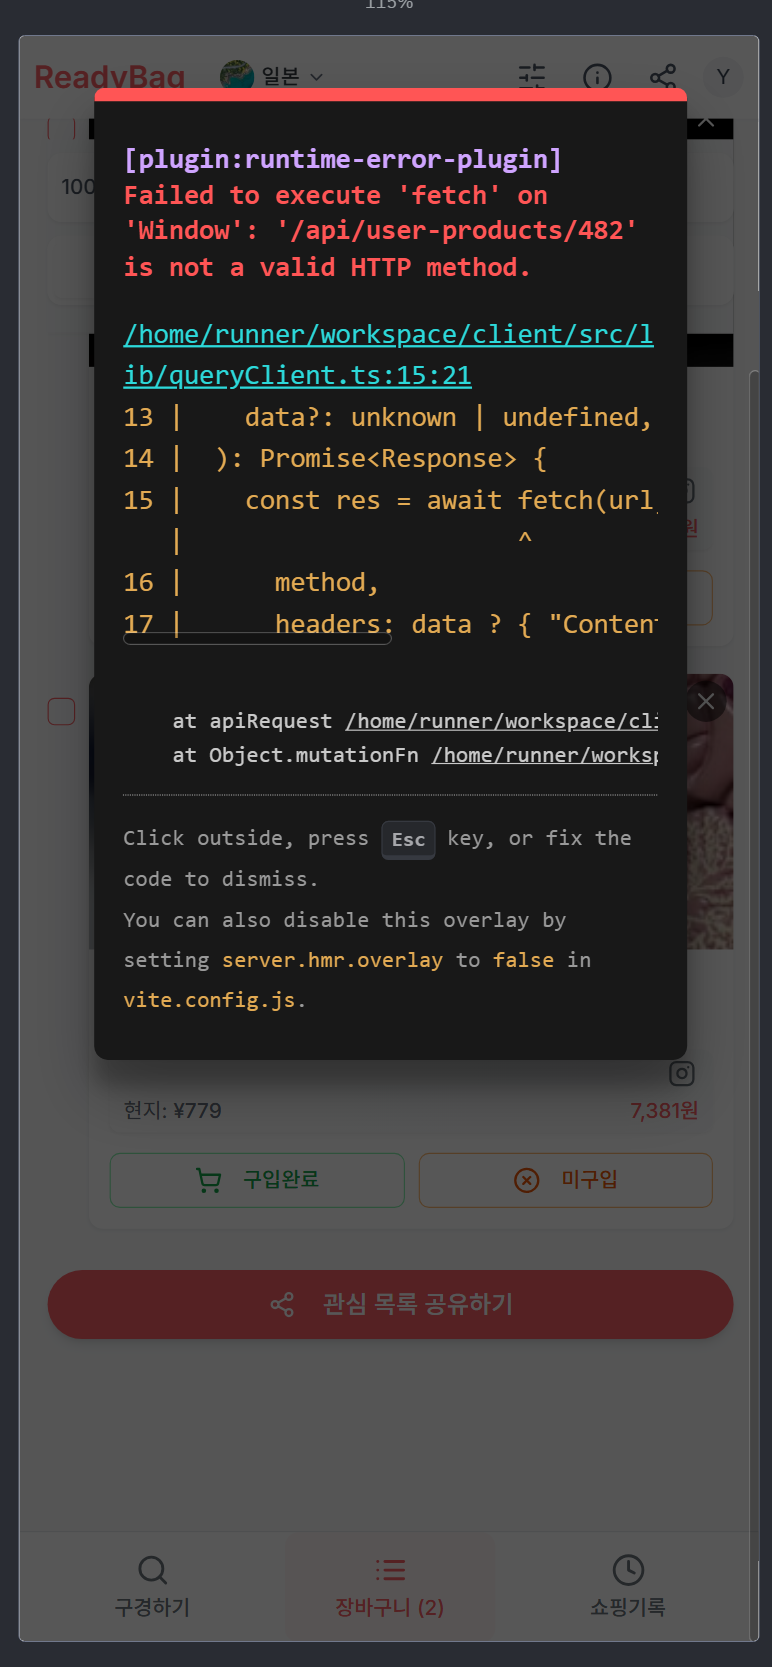 115%
ReadyBag
일본
Y
100
[plugin:runtime-error-plugin]
Failed to execute 'fetch' on
'Window': '/api/user-products/482'
is not a valid HTTP method.
/home/runner/workspace/client/src/l
ib/queryClient.ts:15:21
13 |    data?: unknown | undefined,
14 |  ): Promise<Response> {
15 |    const res = await fetch(url,
   |                      ^
16 |      method,
17 |      headers: data ? { "Content
원
at apiRequest /home/runner/workspace/cli
at Object.mutationFn /home/runner/worksp
Click outside, press Esc key, or fix the
code to dismiss.
You can also disable this overlay by
setting server.hmr.overlay to false in
vite.config.js.
현지: ¥779
7,381원
구입완료
미구입
관심 목록 공유하기
구경하기
장바구니 (2)
쇼핑기록